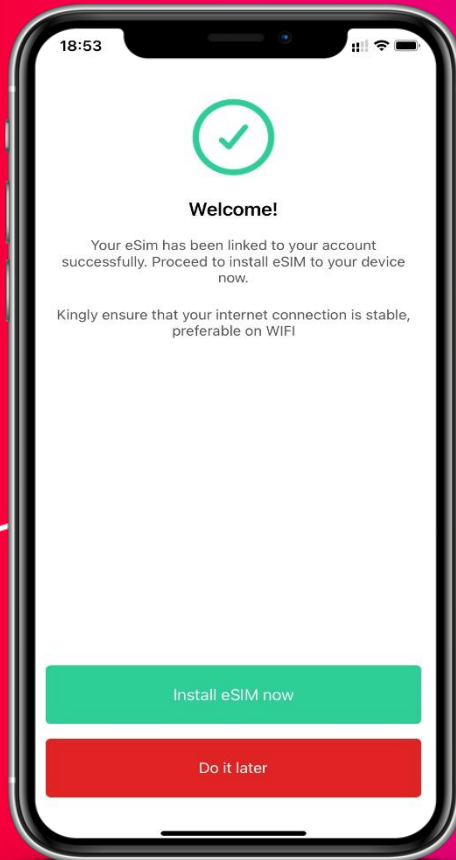 18:53
Welcome!
Your eSim has been linked to your account
successfully. Proceed to install eSIM to your device
now.
Kingly ensure that your internet connection is stable,
preferable on WIFI
Install eSIM now
Do it later